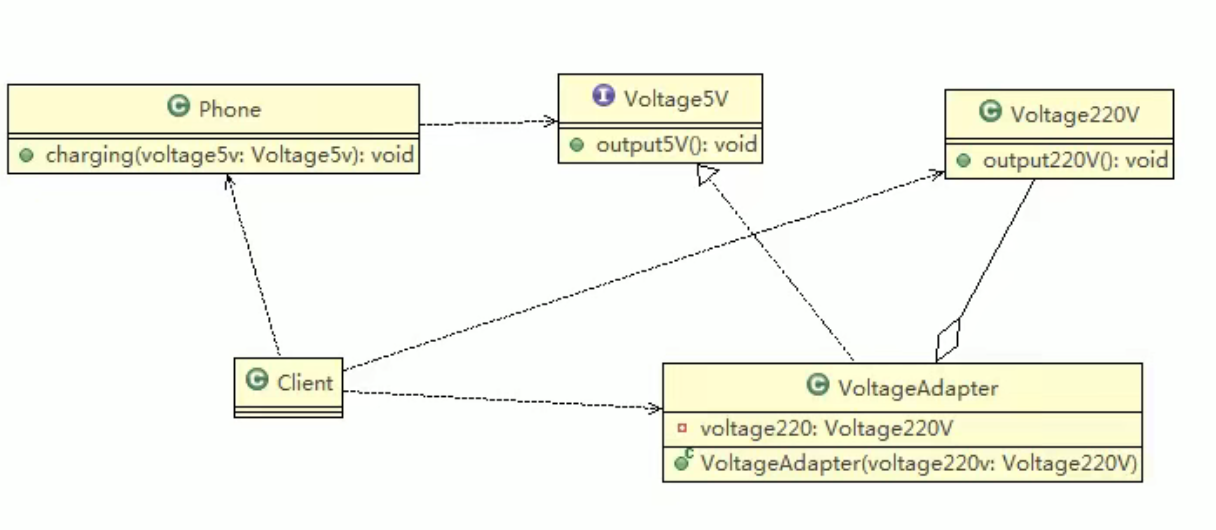 C Phone
charging(voltage5v: Voltage5v): void
I Voltage5V
output5V(): void
C Voltage220V
output220V(): void
C Client
C VoltageAdapter
voltage220: Voltage220V
C VoltageAdapter(voltage220v: Voltage220V)